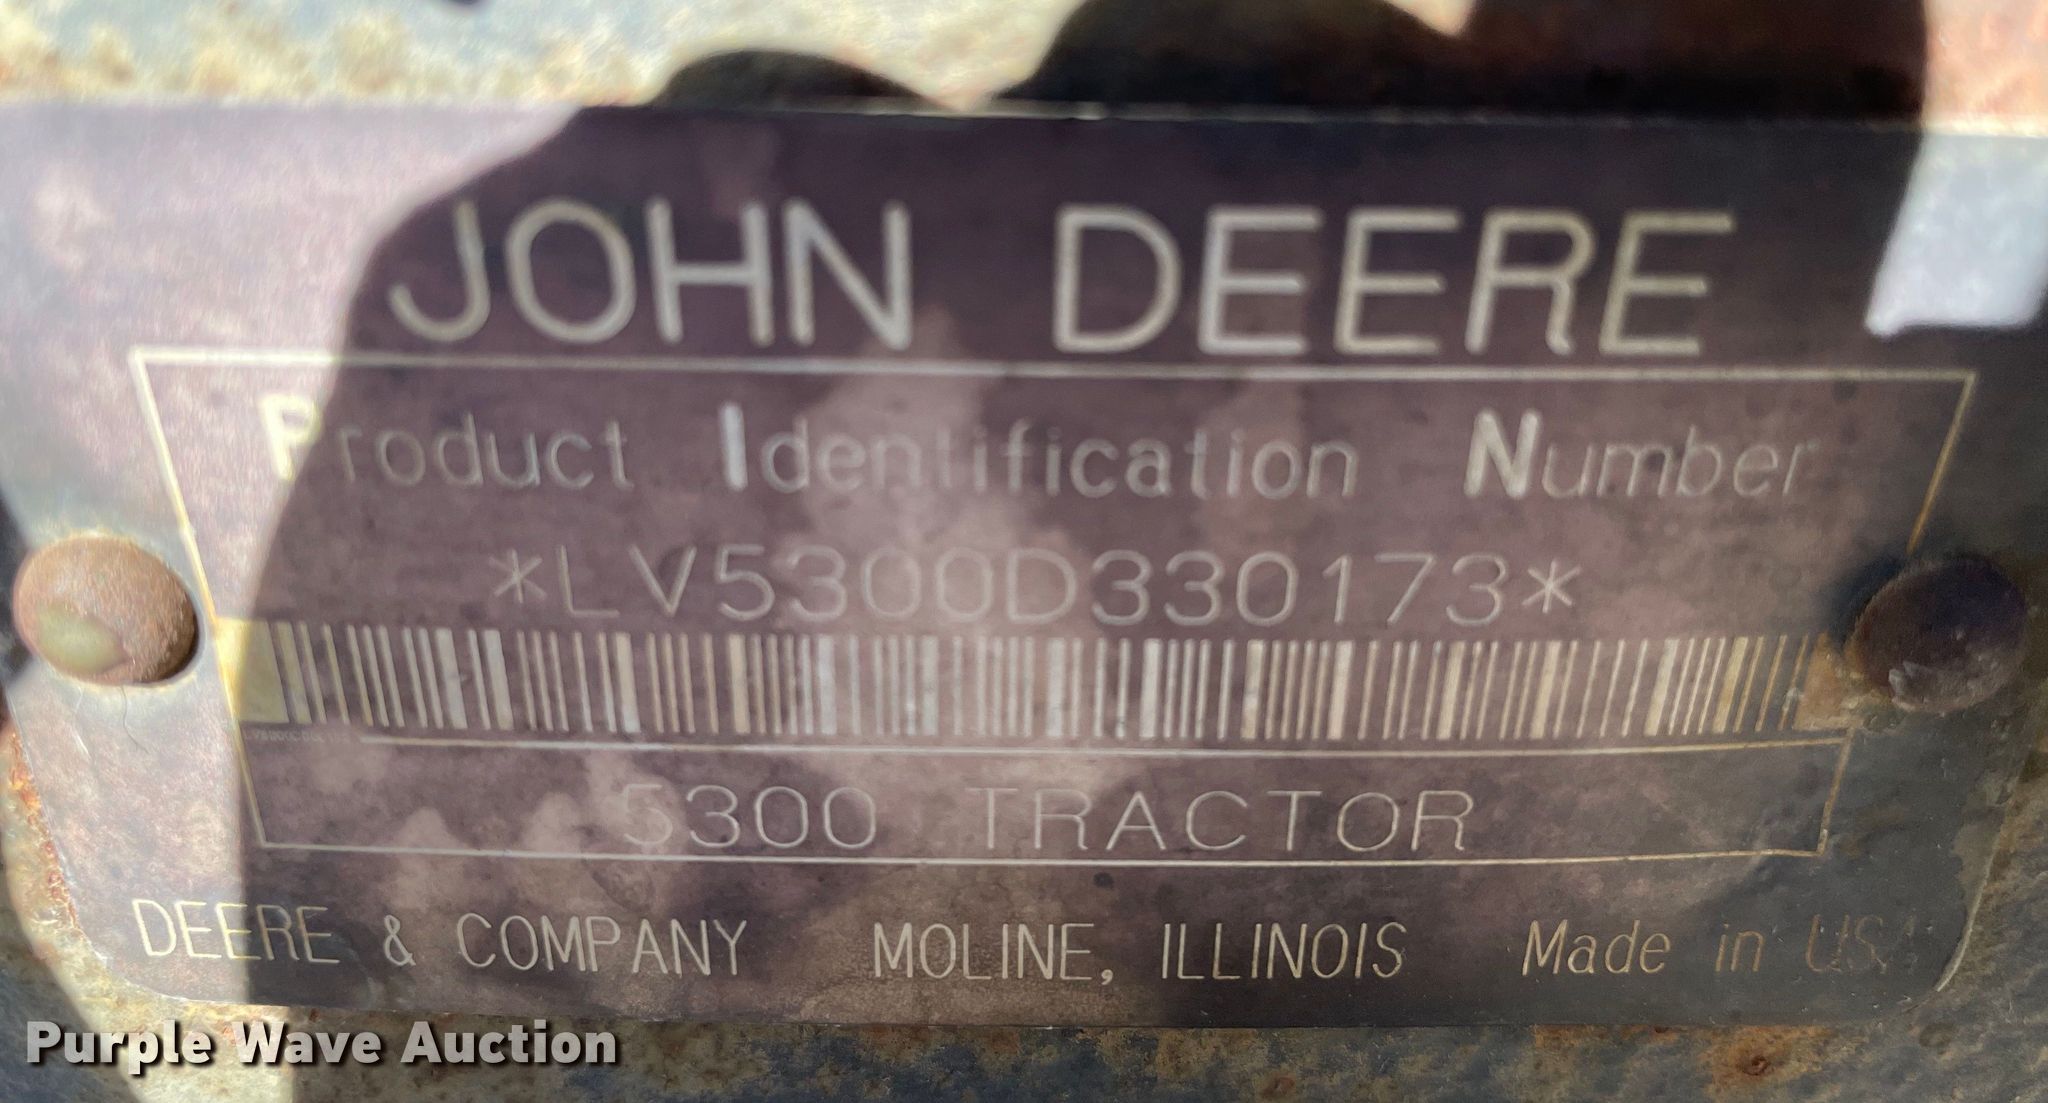 JOHN DEERE
Product Identification Number
*LV5300D330173*
5300 TRACTOR
DEERE & COMPANY MOLINE, ILLINOIS Made in USA
Purple Wave Auction